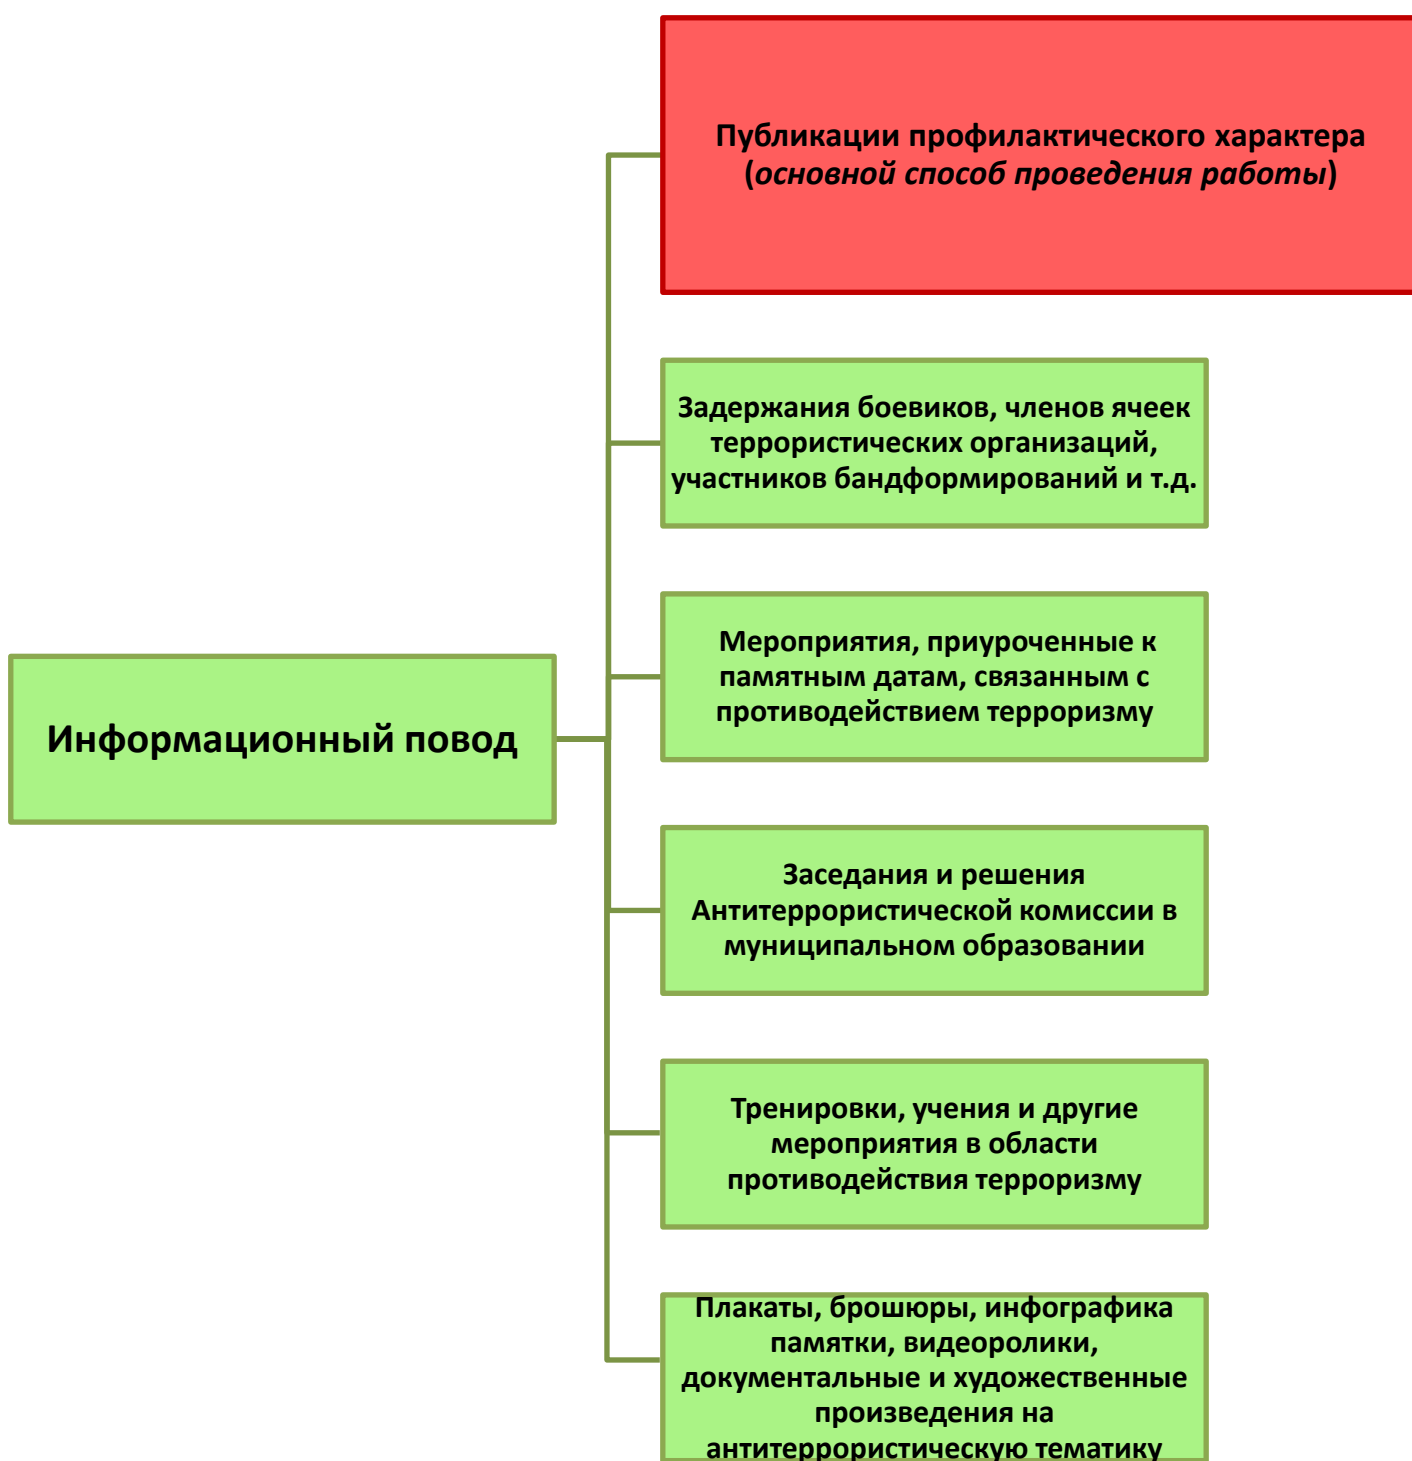 Публикации профилактического характера
(основной способ проведения работы)
Задержания боевиков, членов ячеек
террористических организаций,
участников бандформирований и т.д.
Мероприятия, приуроченные к
памятным датам, связанным с
противодействием терроризму
Информационный повод
Заседания и решения
Антитеррористической комиссии в
муниципальном образовании
Тренировки, учения и другие
мероприятия в области
противодействия терроризму
Плакаты, брошюры, инфографика
памятки, видеоролики,
документальные и художественные
произведения на
антитеррористическую тематику